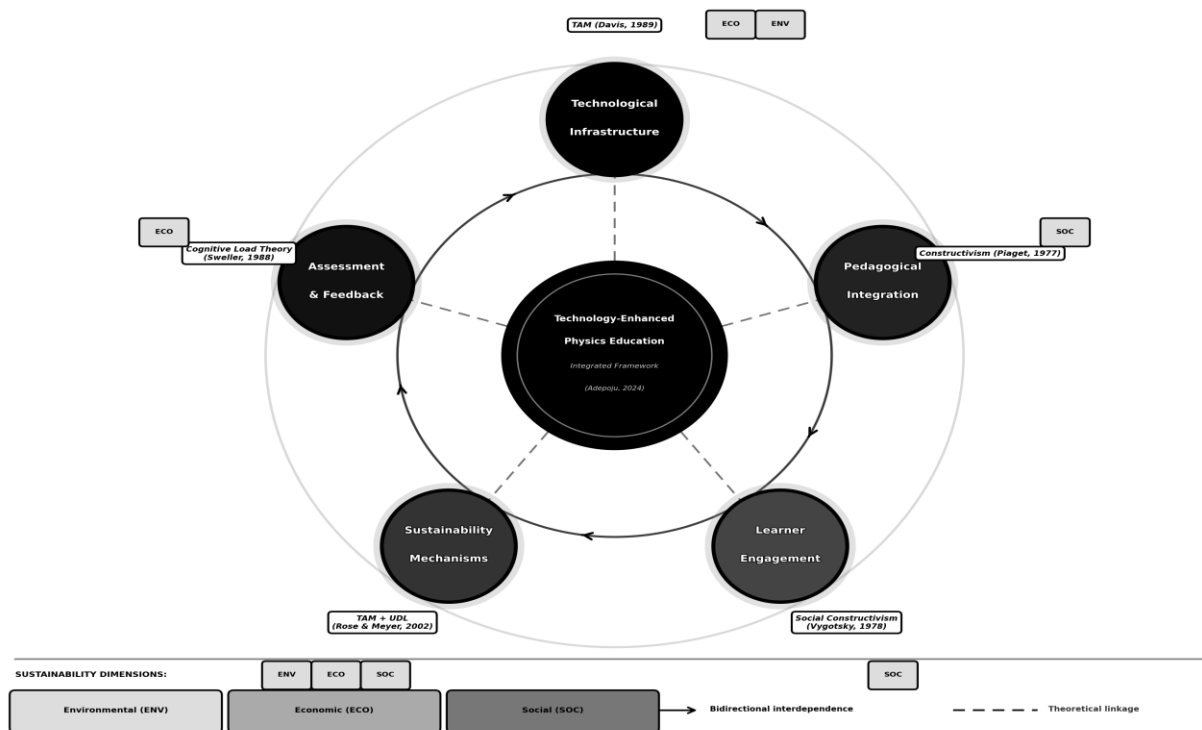 TAM (Davis, 1989)
ECO
ENV
Technological
Infrastructure
ECO
Cognitive Load Theory
(Sweller, 1988)
Assessment
& Feedback
SOC
Constructivism (Piaget, 1977)
Pedagogical
Integration
Technology-Enhanced
Physics Education
Integrated Framework
(Adepoju, 2024)
Sustainability
Mechanisms
Learner
Engagement
TAM + UDL
(Rose & Meyer, 2002)
Social Constructivism
(Vygotsky, 1978)
SUSTAINABILITY DIMENSIONS:
ENV
ECO
SOC
SOC
Environmental (ENV)
Economic (ECO)
Social (SOC)
Bidirectional interdependence
Theoretical linkage